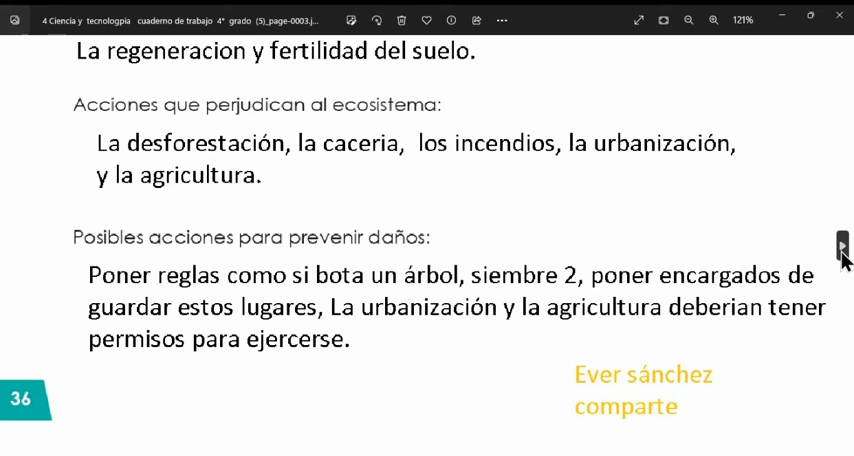 4 Ciencia y tecnologpia cuaderno de trabajo 4° grado (5)_page-0003.j...
121%
La regeneracion y fertilidad del suelo.
Acciones que perjudican al ecosistema:
La desforestación, la caceria, los incendios, la urbanización,
y la agricultura.
Posibles acciones para prevenir daños:
Poner reglas como si bota un árbol, siembre 2, poner encargados de
guardar estos lugares, La urbanización y la agricultura deberian tener
permisos para ejercerse.
Ever sánchez
comparte
36